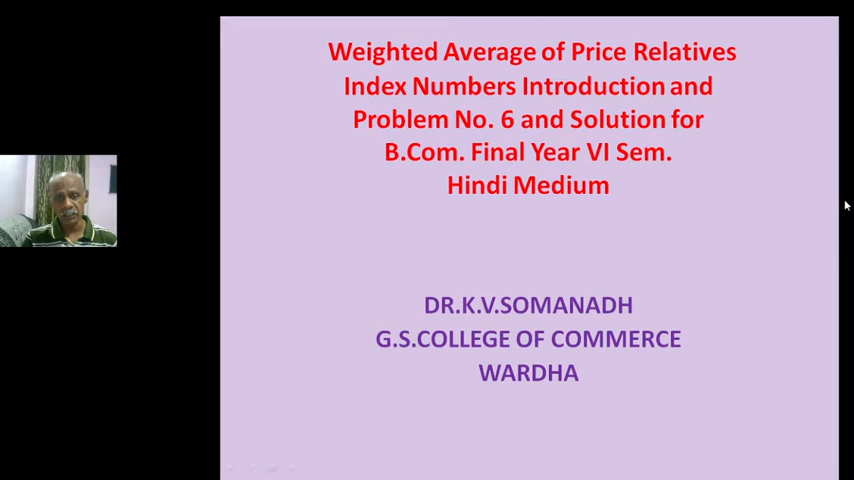 Weighted Average of Price Relatives
Index Numbers Introduction and
Problem No. 6 and Solution for
B.Com. Final Year VI Sem.
Hindi Medium
DR.K.V.SOMANADH
G.S.COLLEGE OF COMMERCE
WARDHA